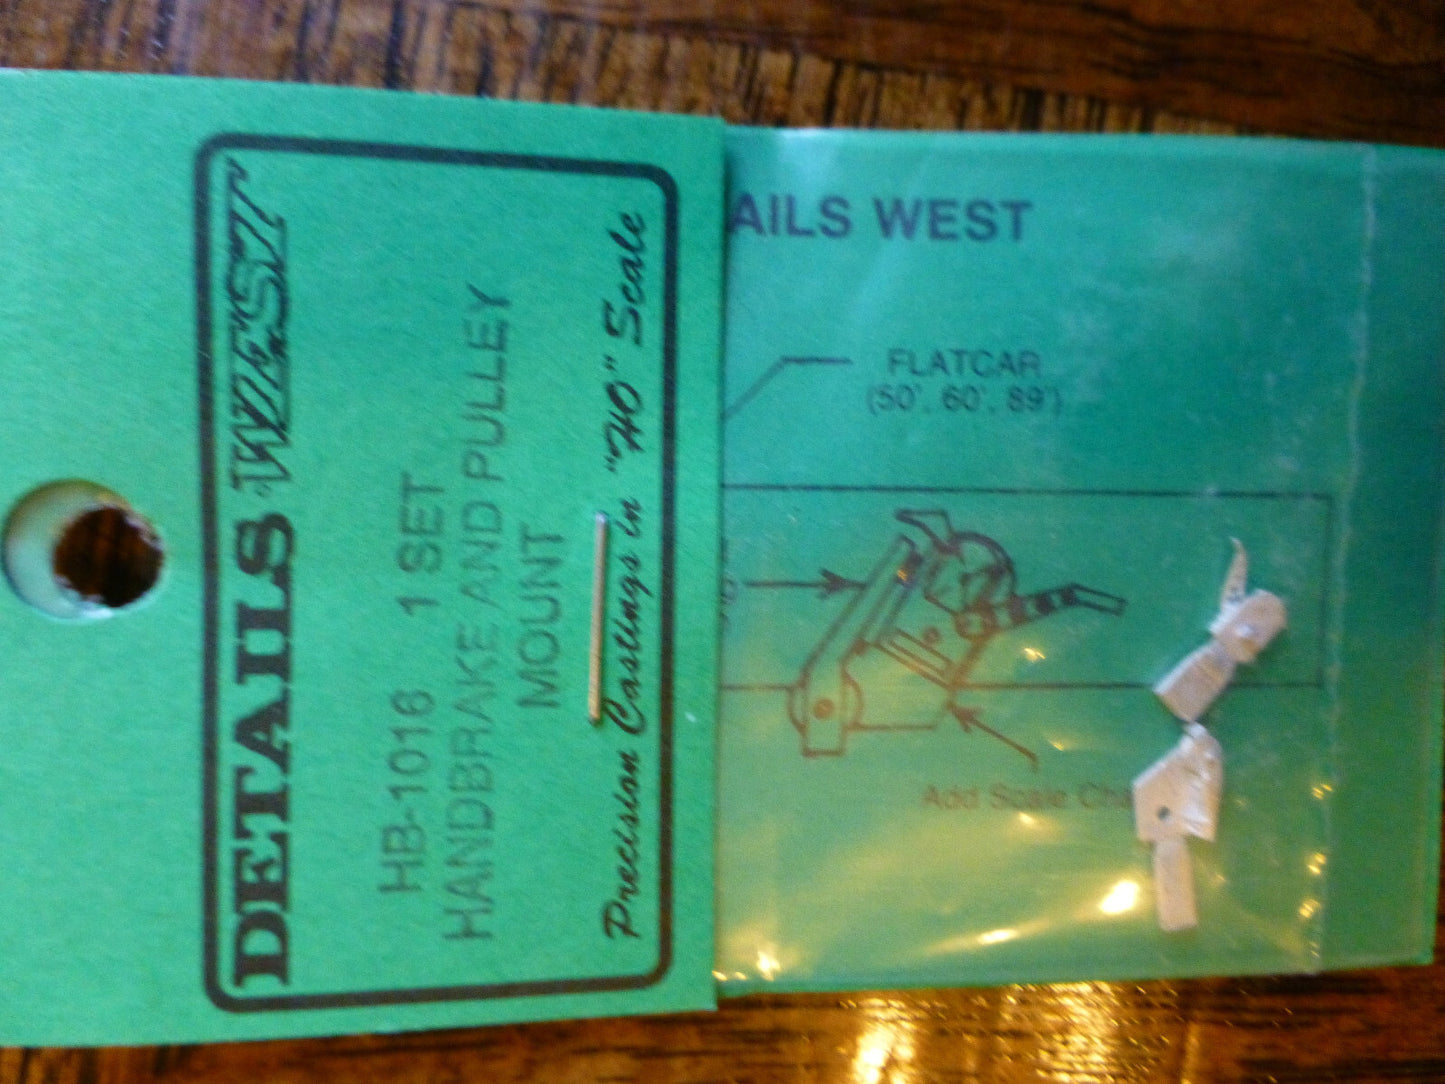 DETAILS WEST
HB-1016 1 SET
HANDBRAKE AND PULLEY
MOUNT
Precision Castings in "HO" Scale
AILS WEST
FLATCAR
(50', 60', 89')
Add Scale